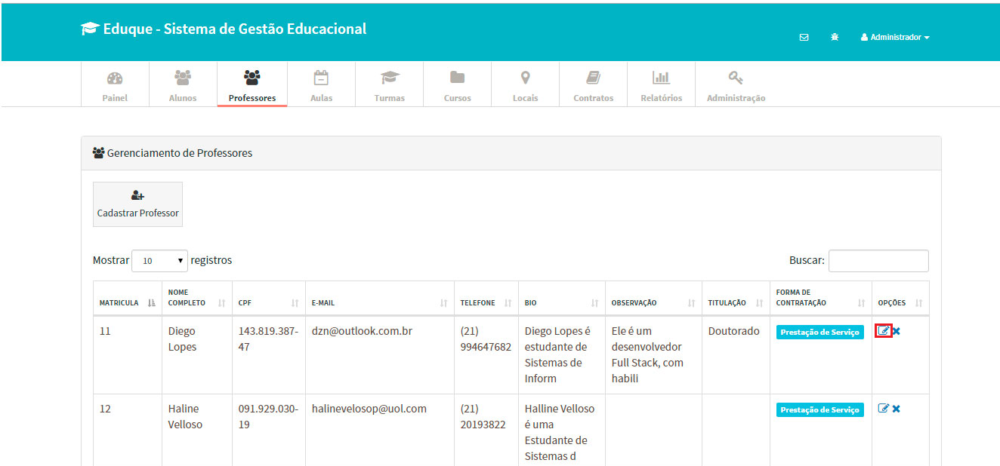 Eduque - Sistema de Gestão Educacional
Administrador
Painel
Alunos
Professores
Aulas
Turmas
Cursos
Locais
Contratos
Relatórios
Administração
Gerenciamento de Professores
Cadastrar Professor
Mostrar 10 registros
Buscar:
MATRICULA
NOME
COMPLETO
CPF
E-MAIL
TELEFONE
BIO
OBSERVAÇÃO
TITULAÇÃO
FORMA DE
CONTRATAÇÃO
OPÇÕES
11
Diego
Lopes
143.819.387-
47
dzn@outlook.com.br
(21)
994647682
Diego Lopes é
estudante de
Sistemas de
Inform
Ele é um
desenvolvedor
Full Stack, com
habili
Doutorado
Prestação de Serviço
12
Haline
Velloso
091.929.030-
19
halinevelosop@uol.com
(21)
20193822
Halline Velloso
é uma
Estudante de
Sistemas d
Prestação de Serviço